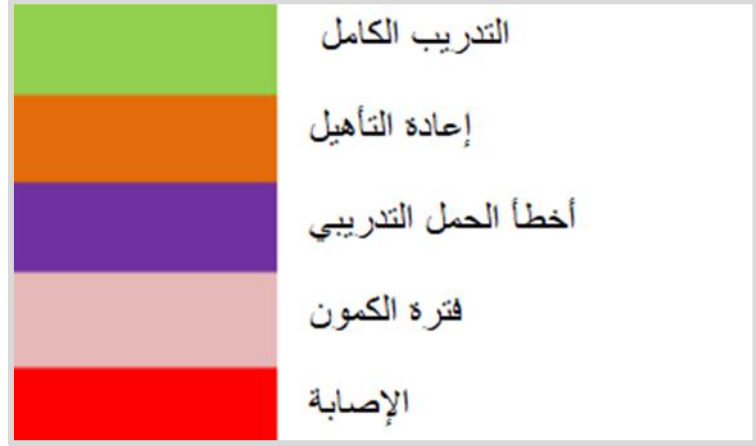 التدريب الكامل
إعادة التأهيل
أخطأ الحمل التدريبي
فترة الكمون
الإصابة